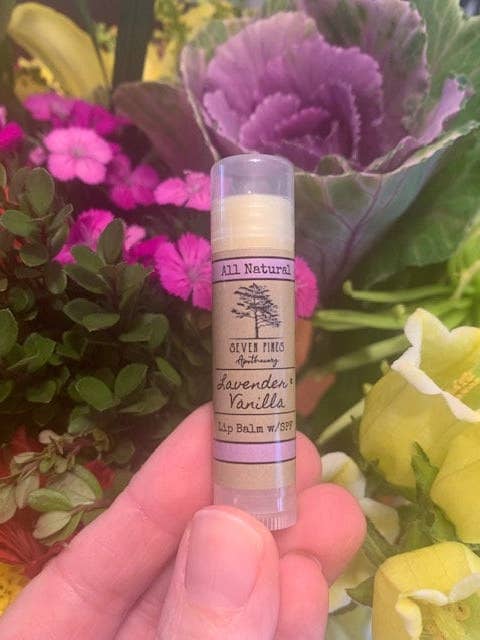 All Natural
SEVEN PINES
Apothecary
Lavender &
Vanilla
Lip Balm w/SPF